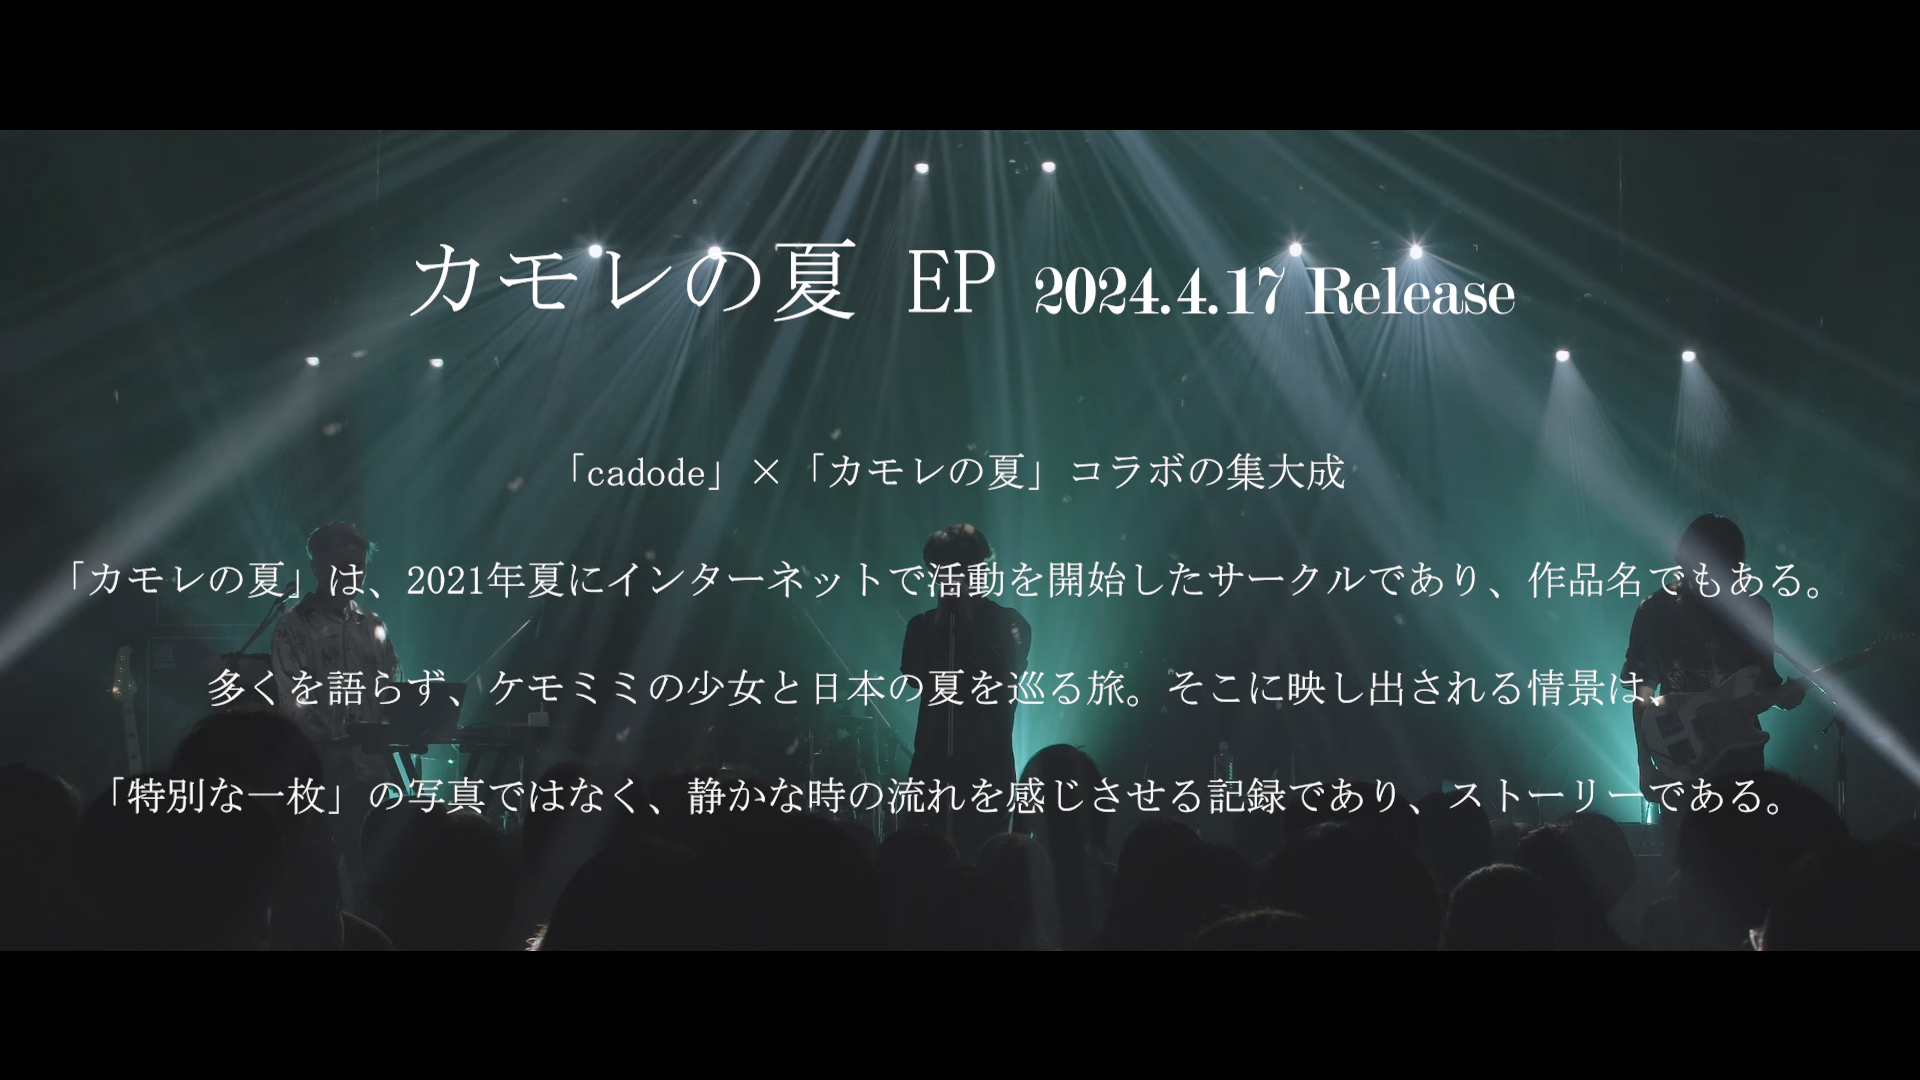 カモレの夏 EP 2024.4.17 Release
「cadode」×「カモレの夏」コラボの集大成
「カモレの夏」は、2021年夏にインターネットで活動を開始したサークルであり、作品名でもある。
多くを語らず、ケモミミの少女と日本の夏を巡る旅。そこに映し出される情景は、
「特別な一枚」の写真ではなく、静かな時の流れを感じさせる記録であり、ストーリーである。